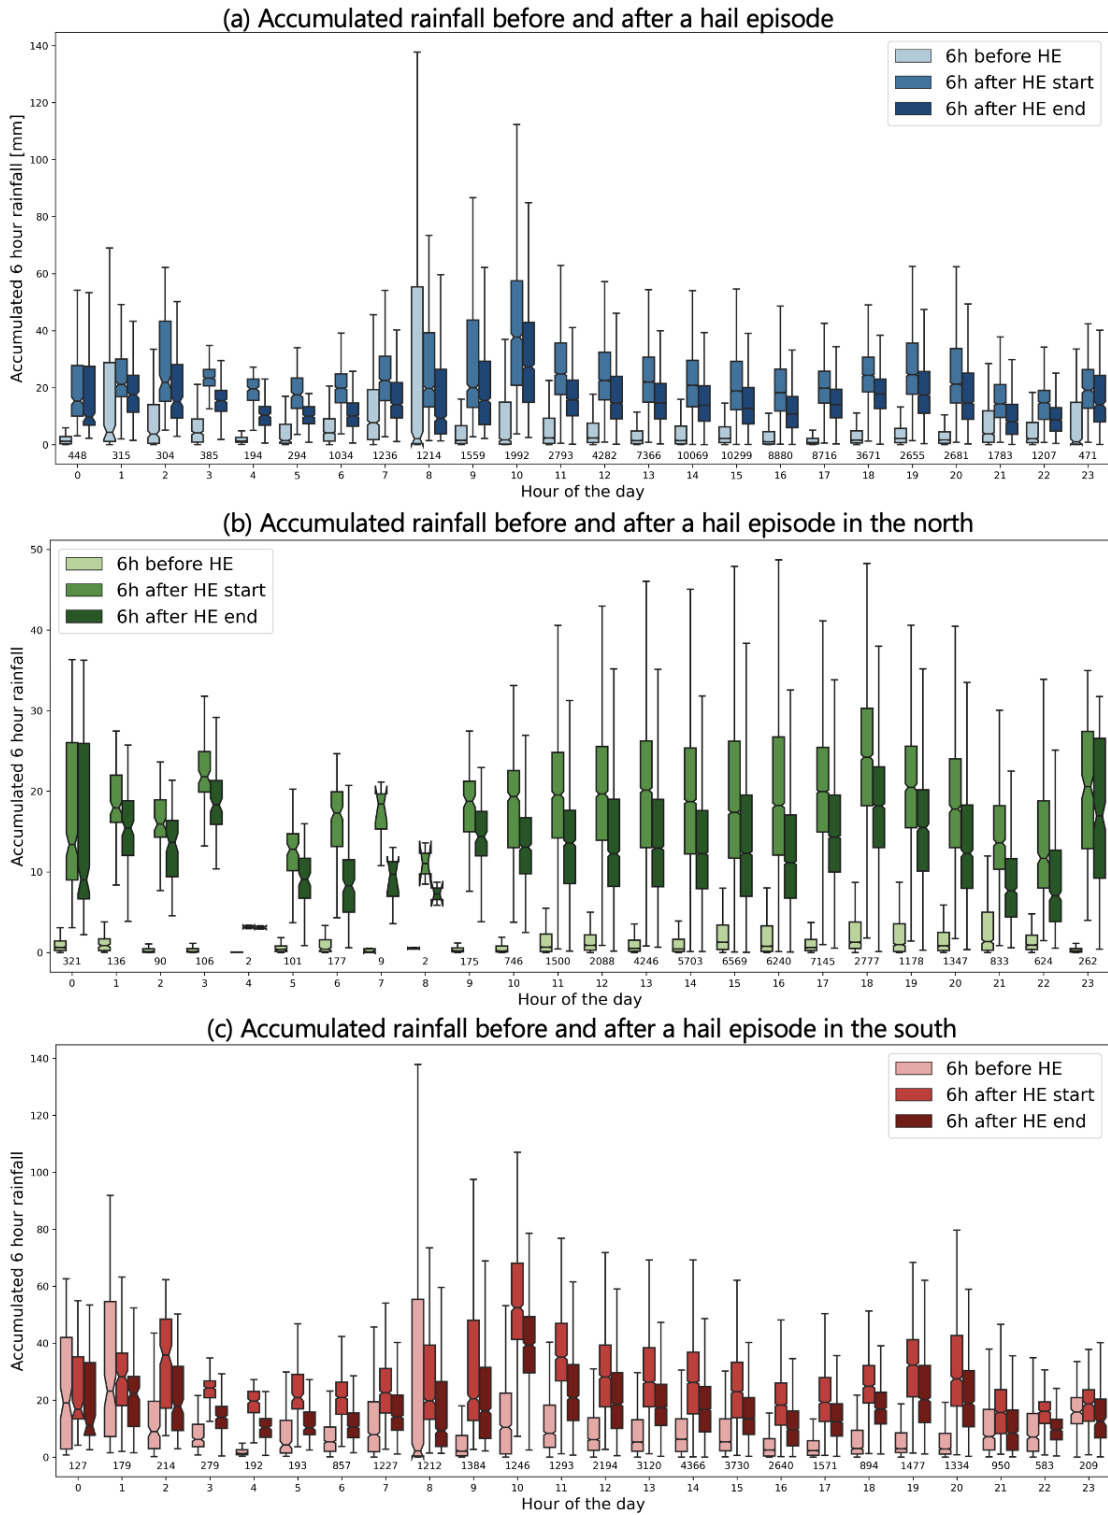 (a) Accumulated rainfall before and after a hail episode
140
120
100
80
60
40
20
0
Accumulated 6 hour rainfall [mm]
6h before HE
6h after HE start
6h after HE end
448 315 304 385 194 294 1034 1236 1214 1559 1992 2793 4282 7366 10069 10299 8880 8716 3671 2655 2681 1783 1207 471
0 1 2 3 4 5 6 7 8 9 10 11 12 13 14 15 16 17 18 19 20 21 22 23
Hour of the day
(b) Accumulated rainfall before and after a hail episode in the north
50
40
30
20
10
0
Accumulated 6 hour rainfall
6h before HE
6h after HE start
6h after HE end
321 136 90 106 2 101 177 9 2 175 746 1500 2088 4246 5703 6569 6240 7145 2777 1178 1347 833 624 262
0 1 2 3 4 5 6 7 8 9 10 11 12 13 14 15 16 17 18 19 20 21 22 23
Hour of the day
(c) Accumulated rainfall before and after a hail episode in the south
140
120
100
80
60
40
20
0
Accumulated 6 hour rainfall
6h before HE
6h after HE start
6h after HE end
127 179 214 279 192 193 857 1227 1212 1384 1246 1293 2194 3120 4366 3730 2640 1571 894 1477 1334 950 583 209
0 1 2 3 4 5 6 7 8 9 10 11 12 13 14 15 16 17 18 19 20 21 22 23
Hour of the day